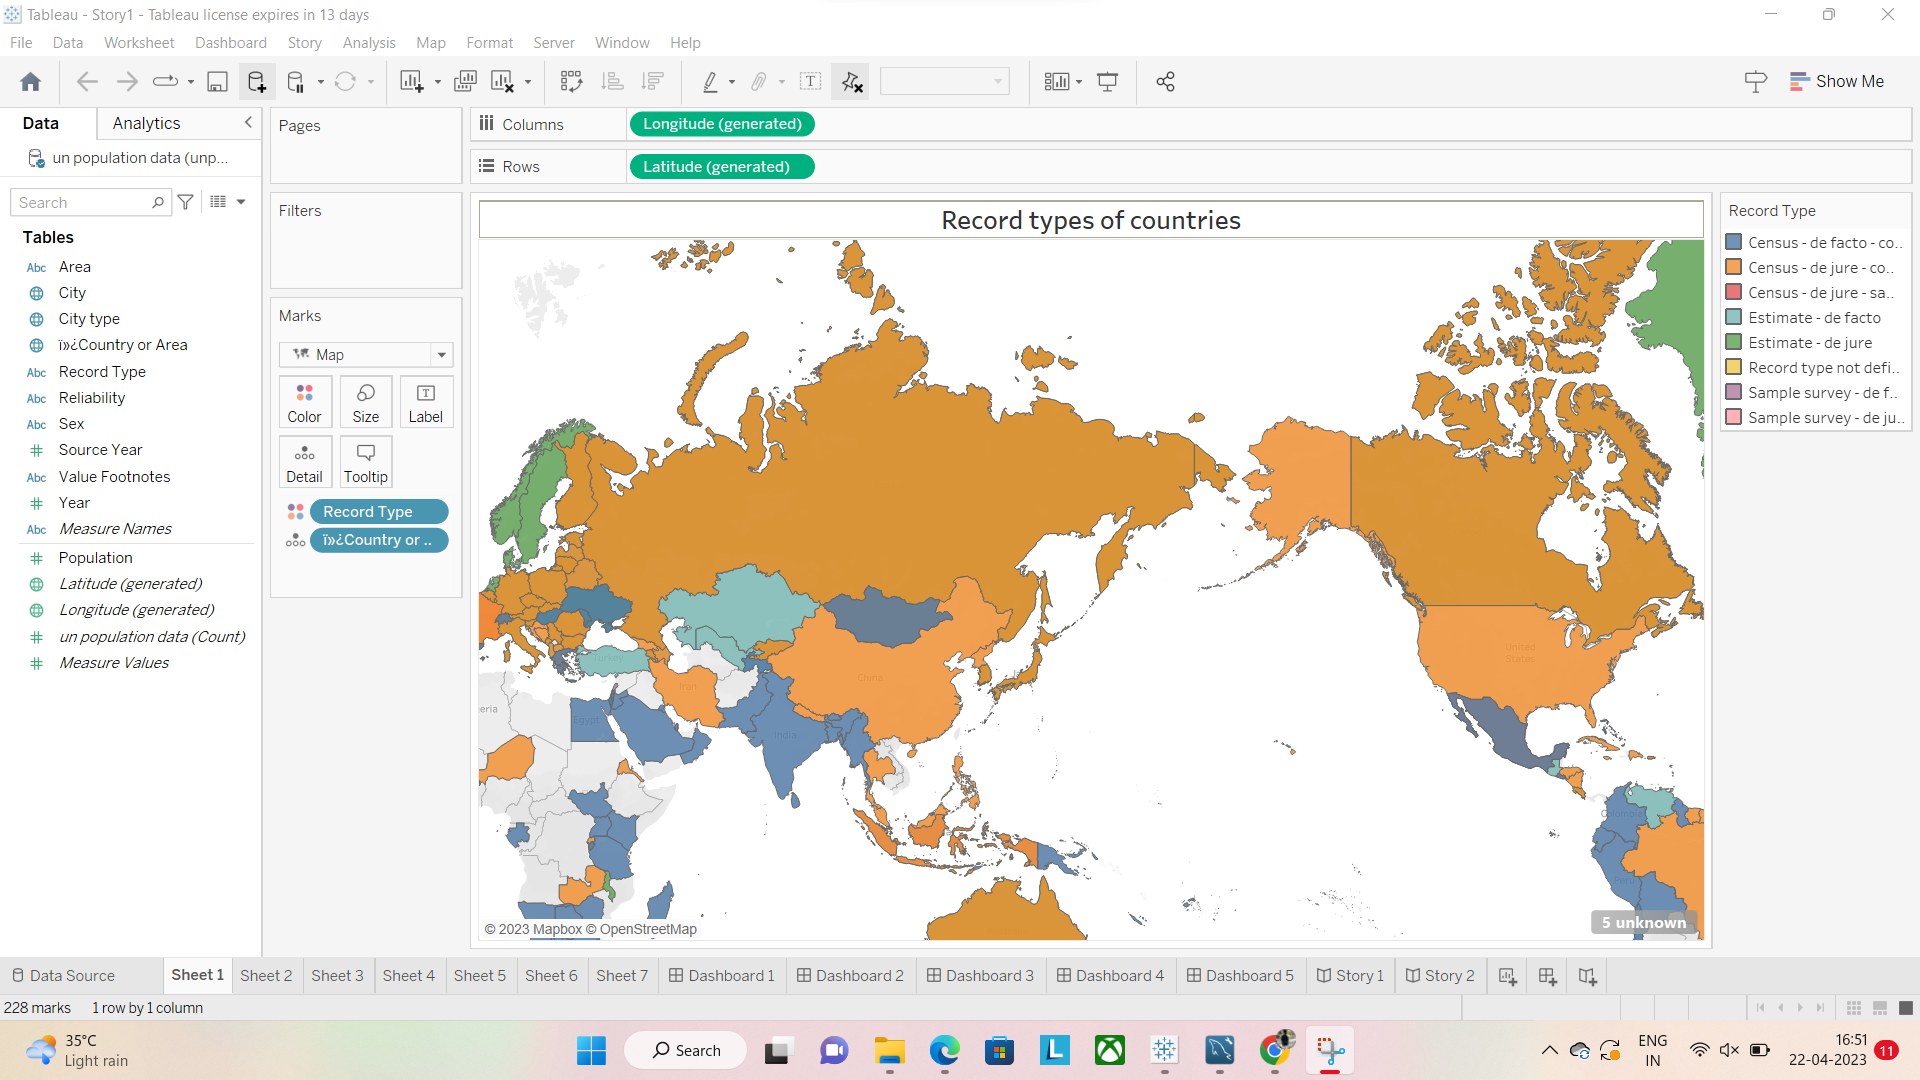 Tableau - Story1 - Tableau license expires in 13 days
File Data Worksheet Dashboard Story Analysis Map Format Server Window Help
Show Me
Data Analytics
un population data (unp...
Search
Tables
Abc Area
City
City type
ï»¿Country or Area
Abc Record Type
Abc Reliability
Abc Sex
Source Year
Abc Value Footnotes
Year
Abc Measure Names
Population
Latitude (generated)
Longitude (generated)
un population data (Count)
Measure Values
Pages
Filters
Marks
Map
Color Size Label
Detail Tooltip
Record Type
ï»¿Country or ..
Columns Longitude (generated)
Rows Latitude (generated)
Record types of countries
Turkey
Iran
China
eria
Egypt
India
United
States
Colombia
Peru
© 2023 Mapbox © OpenStreetMap
5 unknown
Record Type
Census - de facto - co..
Census - de jure - co..
Census - de jure - sa..
Estimate - de facto
Estimate - de jure
Record type not defi..
Sample survey - de f..
Sample survey - de ju..
Data Source Sheet 1 Sheet 2 Sheet 3 Sheet 4 Sheet 5 Sheet 6 Sheet 7 Dashboard 1 Dashboard 2 Dashboard 3 Dashboard 4 Dashboard 5 Story 1 Story 2
228 marks 1 row by 1 column
35°C
Light rain
Search
ENG
IN
16:51
22-04-2023
11